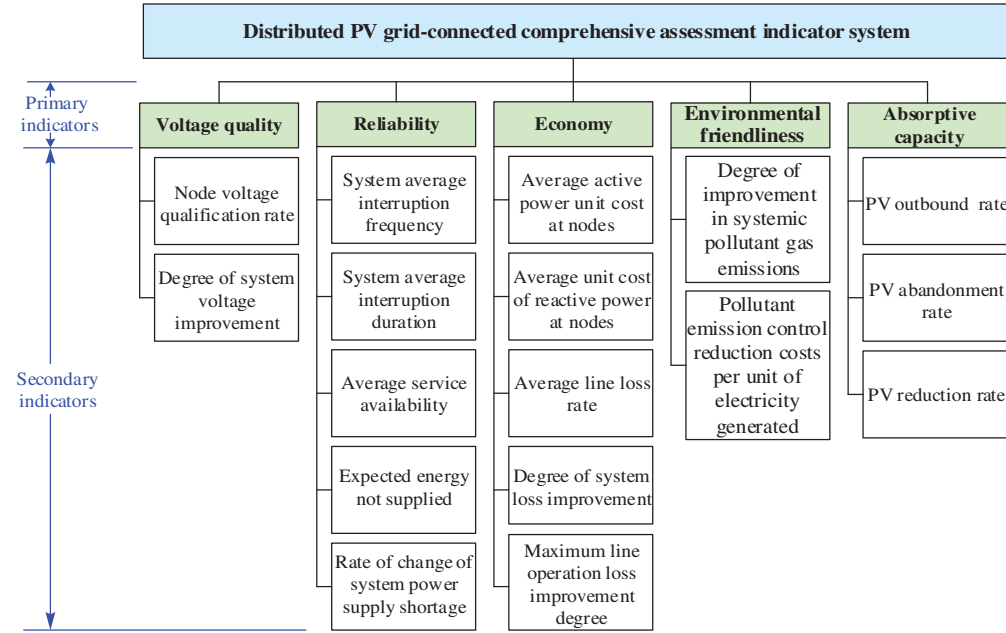 Distributed PV grid-connected comprehensive assessment indicator system
Primary
indicators
Voltage quality
Reliability
Economy
Environmental
friendliness
Absorptive
capacity
Secondary
indicators
Node voltage
qualification rate
Degree of system
voltage
improvement
System average
interruption
frequency
System average
interruption
duration
Average service
availability
Expected energy
not supplied
Rate of change of
system power
supply shortage
Average active
power unit cost
at nodes
Average unit cost
of reactive power
at nodes
Average line loss
rate
Degree of system
loss improvement
Maximum line
operation loss
improvement
degree
Degree of
improvement
in systemic
pollutant gas
emissions
Pollutant
emission control
reduction costs
per unit of
electricity
generated
PV outbound rate
PV abandonment
rate
PV reduction rate